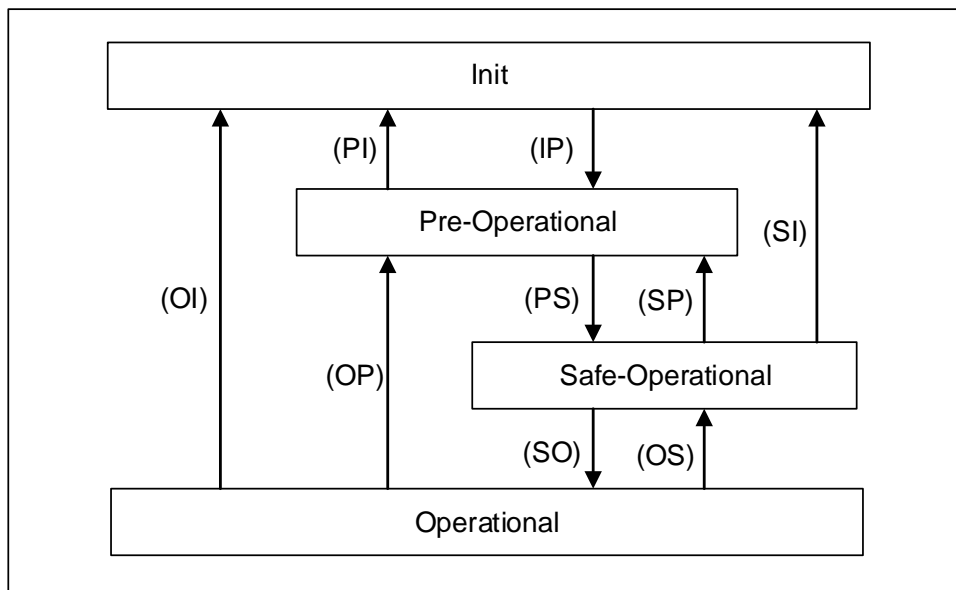 Init
(PI)
(IP)
Pre-Operational
(SI)
(OI)
(PS)
(SP)
(OP)
Safe-Operational
(SO)
(OS)
Operational